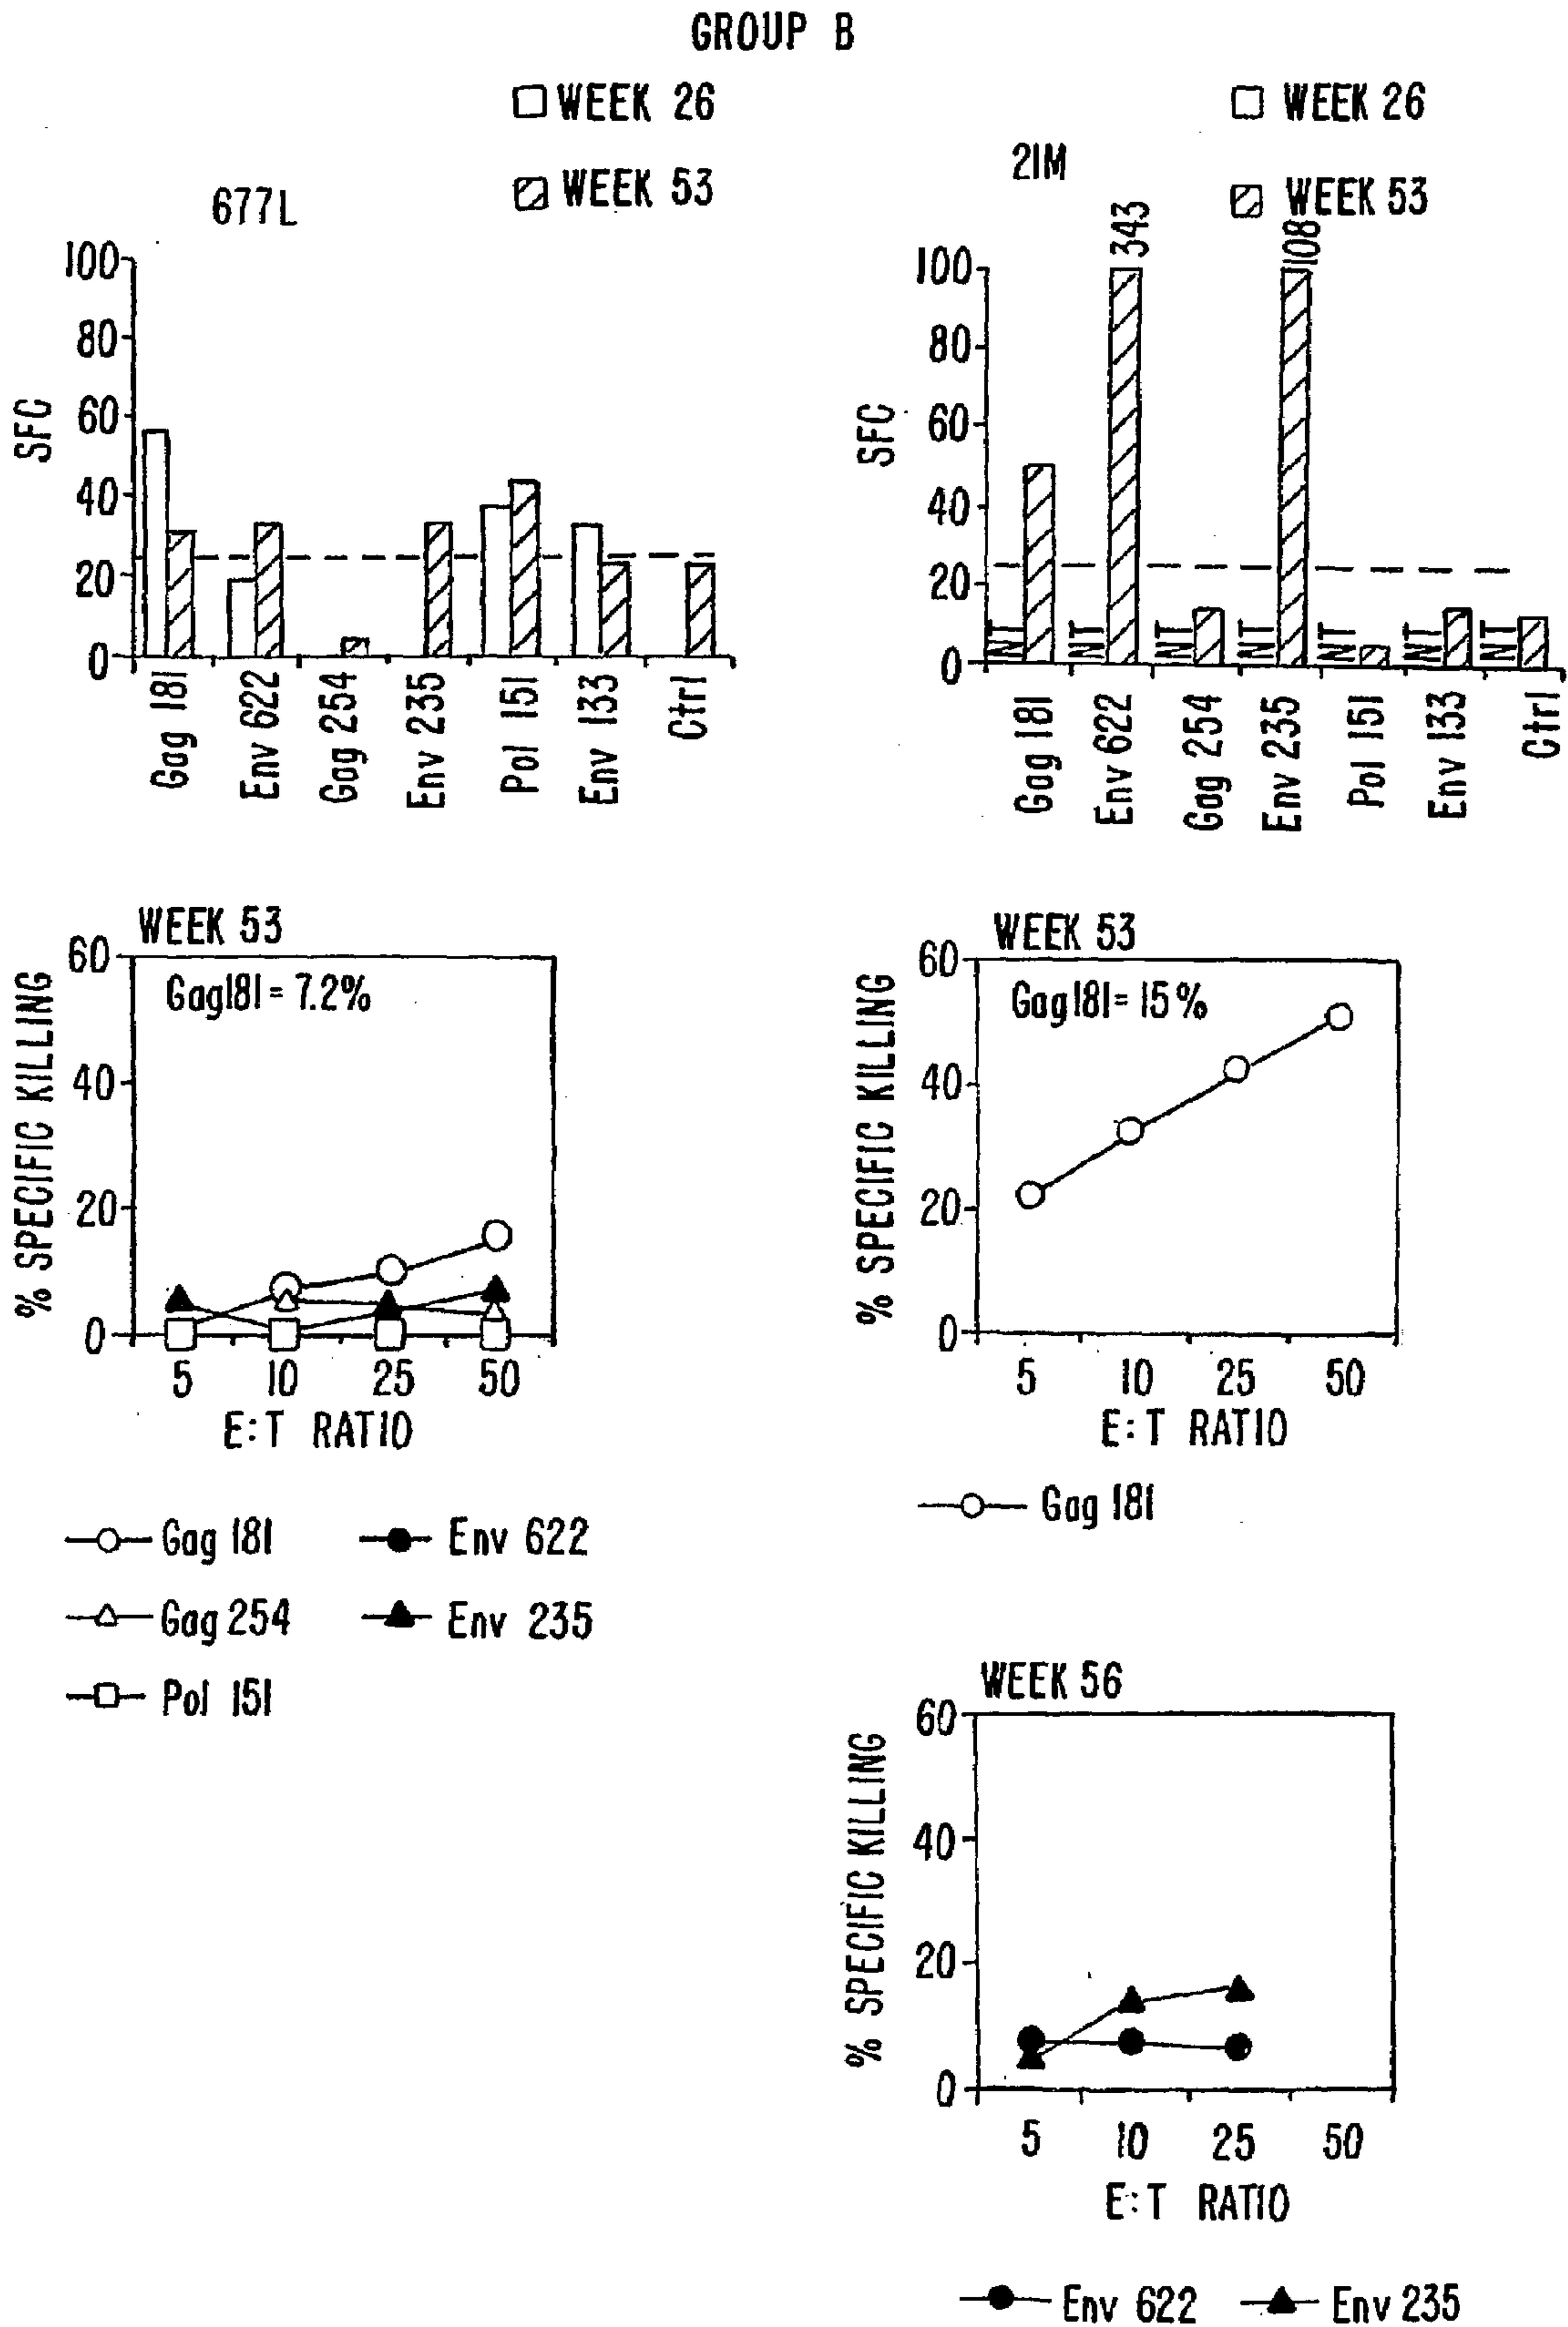 GROUP B
WEEK 26
WEEK 53
677L
SFC
100
80
60
40
20
0
Gag 181
Env 622
Gag 254
Env 235
Pol 151
Env 133
Ctrl
WEEK 26
WEEK 53
21M
343
108
SFC
100
80
60
40
20
0
NT NT NT NT NT NT NT
Gag 181
Env 622
Gag 254
Env 235
Pol 151
Env 133
Ctrl
WEEK 53
Gag181 = 7.2%
% SPECIFIC KILLING
60
40
20
0
5 10 25 50
E:T RATIO
Gag 181
Env 622
Gag 254
Env 235
Pol 151
WEEK 53
Gag181 = 15%
% SPECIFIC KILLING
60
40
20
0
5 10 25 50
E:T RATIO
Gag 181
WEEK 56
% SPECIFIC KILLING
60
40
20
0
5 10 25 50
E:T RATIO
Env 622 Env 235